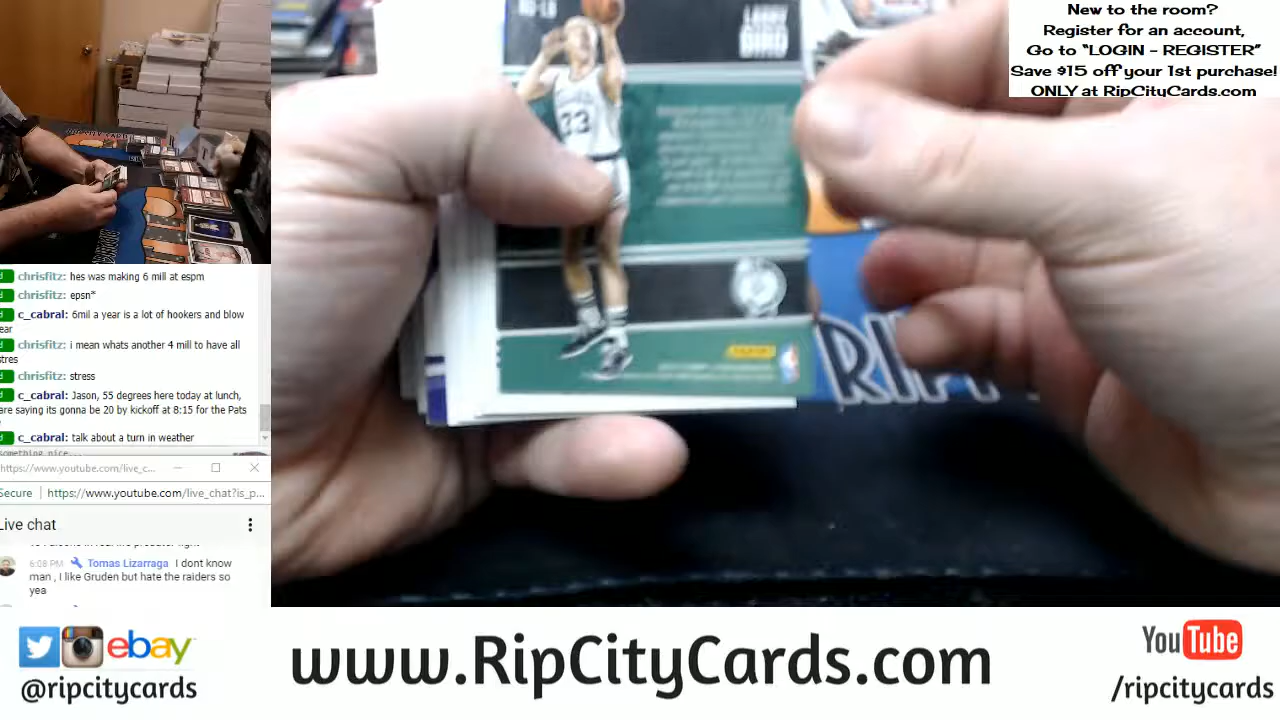 New to the room?
Register for an account,
Go to “LOGIN - REGISTER”
Save $15 off your 1st purchase!
ONLY at RipCityCards.com
LARRY
BIRD
33
RIP
chrisfitz: hes was making 6 mill at espm
chrisfitz: epsn*
c_cabral: 6mil a year is a lot of hookers and blow
ear
chrisfitz: i mean whats another 4 mill to have all
stres
chrisfitz: stress
c_cabral: Jason, 55 degrees here today at lunch,
are saying its gonna be 20 by kickoff at 8:15 for the Pats
c_cabral: talk about a turn in weather
something nice...
https://www.youtube.com/live_c...
Secure https://www.youtube.com/live_chat?is_p...
Live chat
6:08 PM Tomas Lizarraga I dont know
man , I like Gruden but hate the raiders so
yea
ebay
@ripcitycards
www.RipCityCards.com
YouTube
/ripcitycards